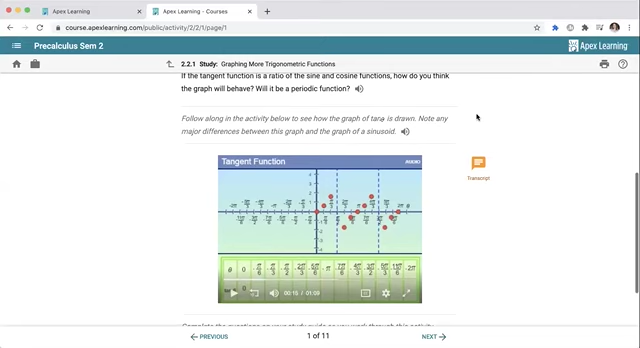 Apex Learning
Apex Learning - Courses
course.apexlearning.com/public/activity/2/2/1/page/1
Precalculus Sem 2
Apex Learning
2.2.1 Study: Graphing More Trigonometric Functions
If the tangent function is a ratio of the sine and cosine functions, how do you think
the graph will behave? Will it be a periodic function?
Follow along in the activity below to see how the graph of tanθ is drawn. Note any
major differences between this graph and the graph of a sinusoid.
Tangent Function
AUDIO
Transcript
00:15 / 01:09
Complete the questions on your study guide as you work through this activity.
PREVIOUS
1 of 11
NEXT